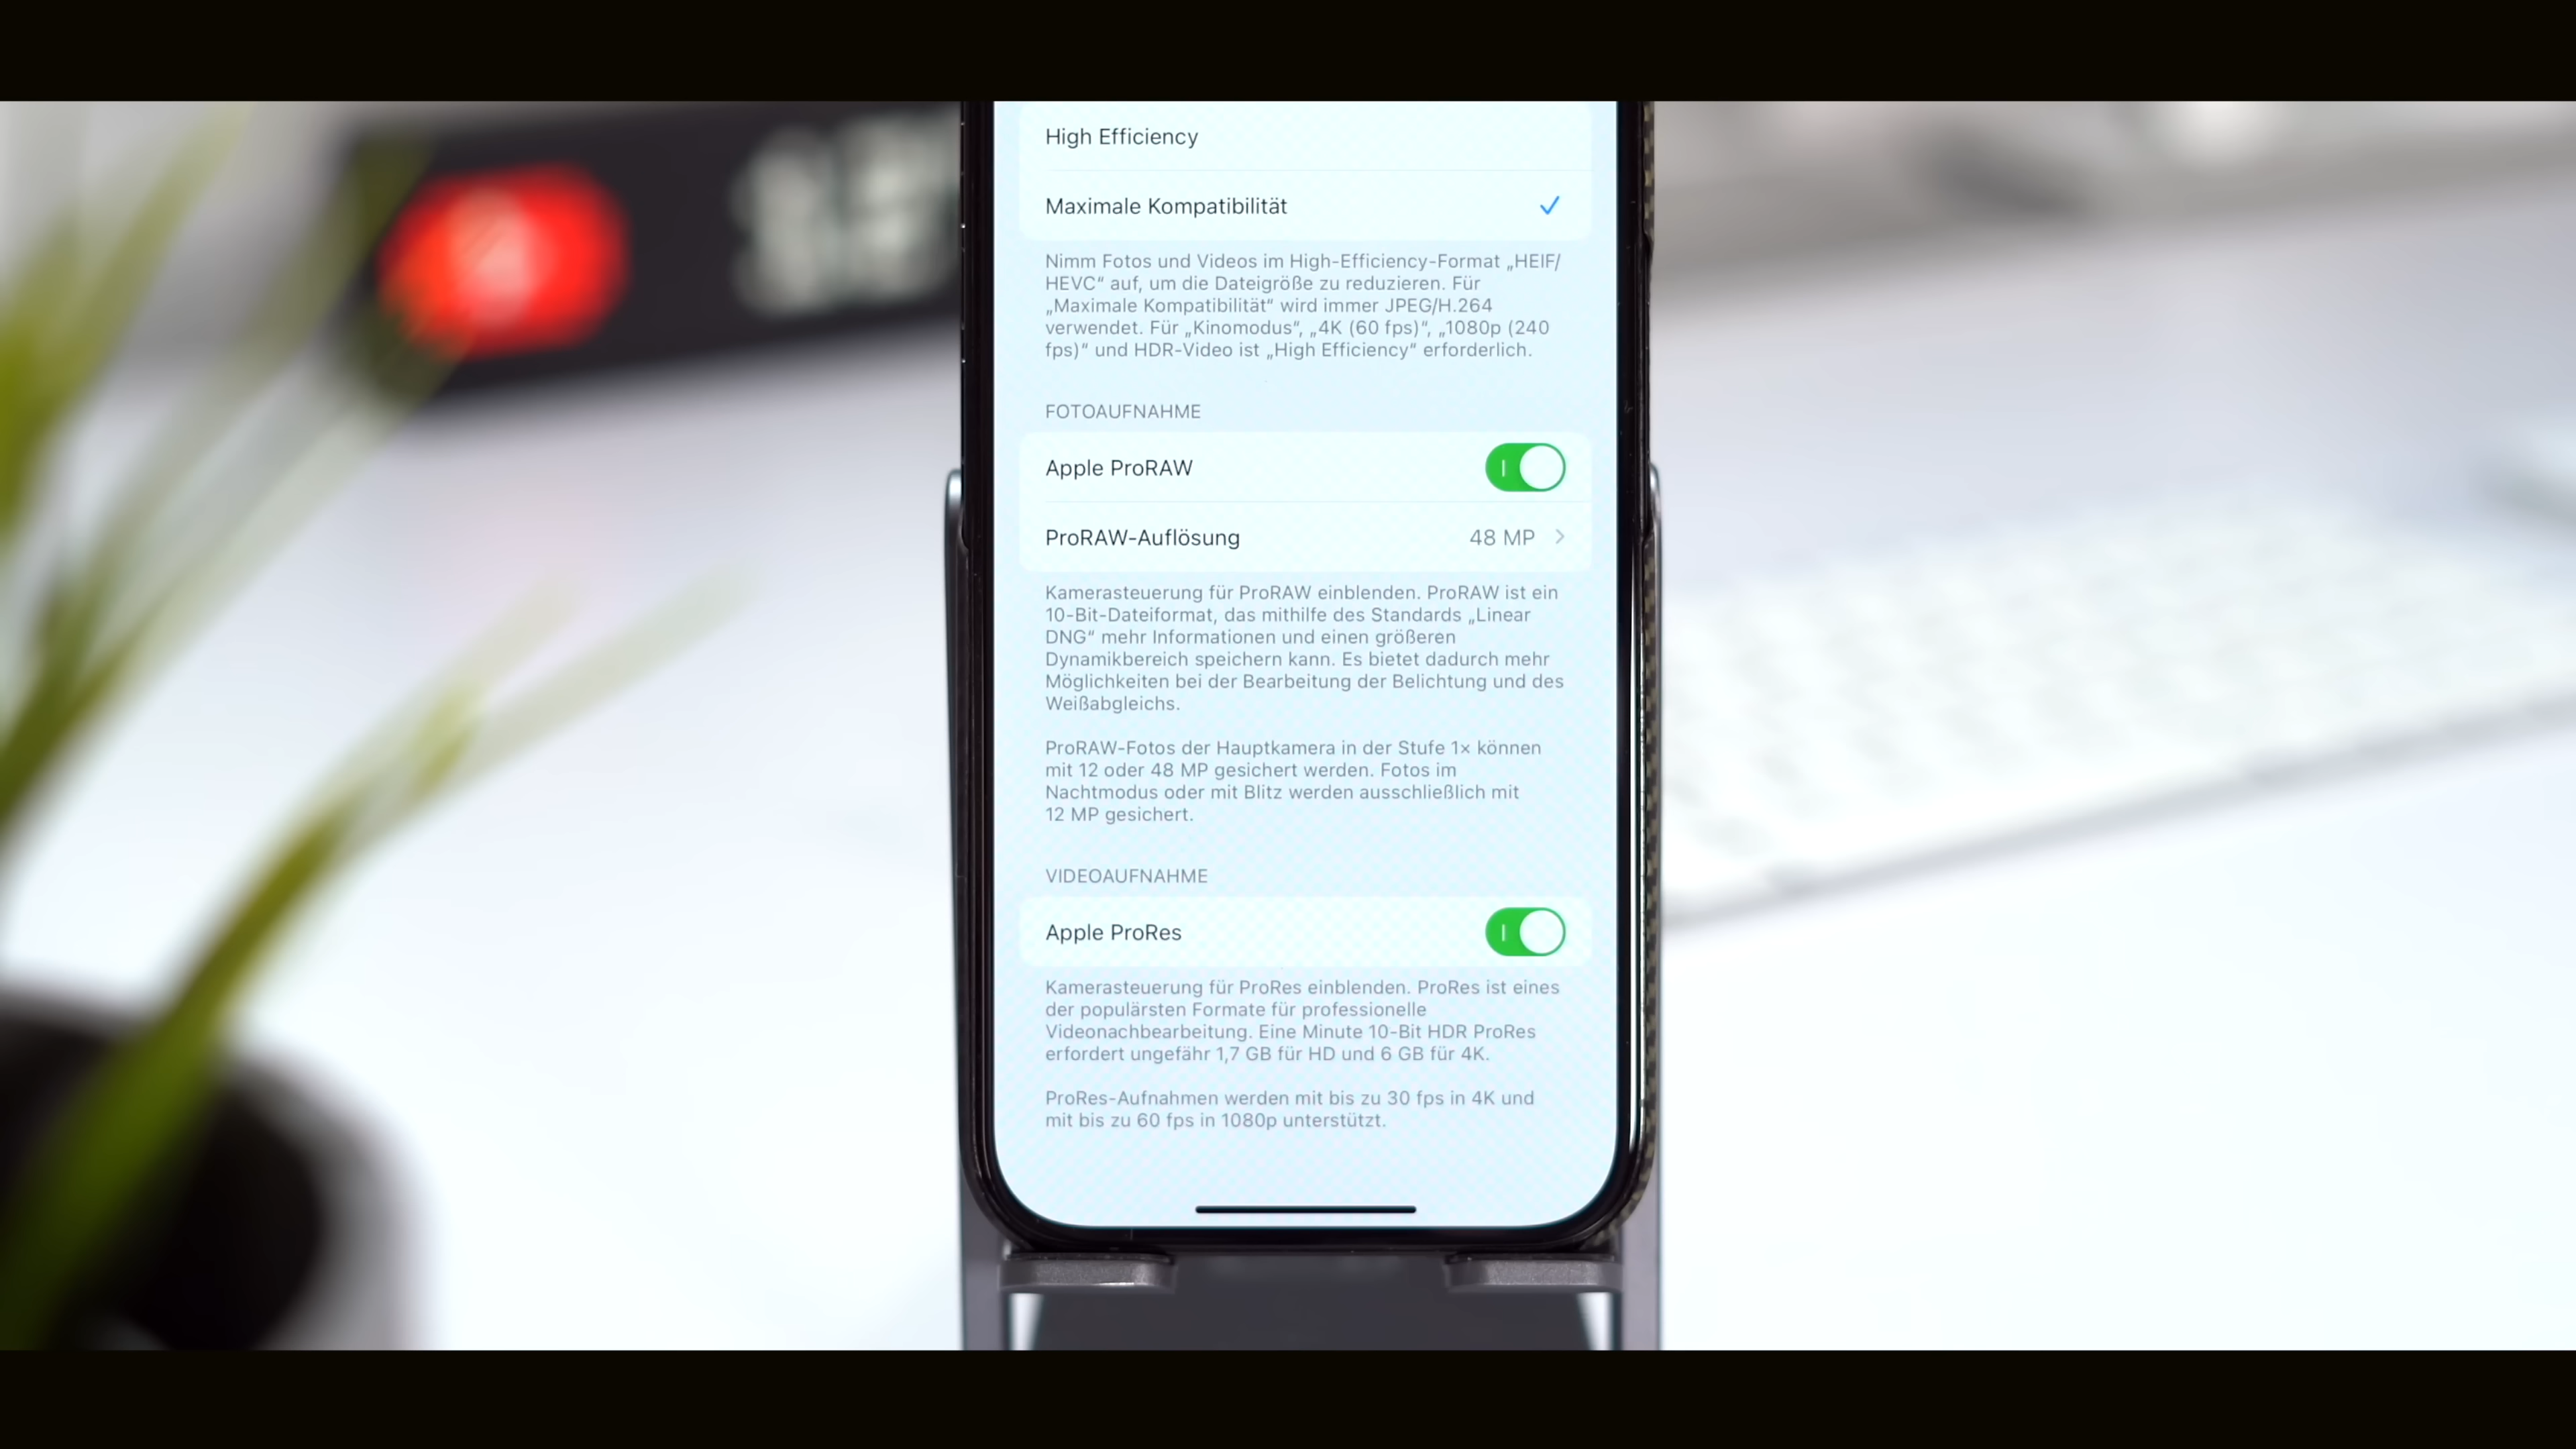 High Efficiency
Maximale Kompatibilität
Nimm Fotos und Videos im High-Efficiency-Format „HEIF/
HEVC“ auf, um die Dateigröße zu reduzieren. Für
„Maximale Kompatibilität“ wird immer JPEG/H.264
verwendet. Für „Kinomodus“, „4K (60 fps)“, „1080p (240
fps)“ und HDR-Video ist „High Efficiency“ erforderlich.
FOTOAUFNAHME
Apple ProRAW
ProRAW-Auflösung 48 MP
Kamerasteuerung für ProRAW einblenden. ProRAW ist ein
10-Bit-Dateiformat, das mithilfe des Standards „Linear
DNG“ mehr Informationen und einen größeren
Dynamikbereich speichern kann. Es bietet dadurch mehr
Möglichkeiten bei der Bearbeitung der Belichtung und des
Weißabgleichs.
ProRAW-Fotos der Hauptkamera in der Stufe 1× können
mit 12 oder 48 MP gesichert werden. Fotos im
Nachtmodus oder mit Blitz werden ausschließlich mit
12 MP gesichert.
VIDEOAUFNAHME
Apple ProRes
Kamerasteuerung für ProRes einblenden. ProRes ist eines
der populärsten Formate für professionelle
Videonachbearbeitung. Eine Minute 10-Bit HDR ProRes
erfordert ungefähr 1,7 GB für HD und 6 GB für 4K.
ProRes-Aufnahmen werden mit bis zu 30 fps in 4K und
mit bis zu 60 fps in 1080p unterstützt.